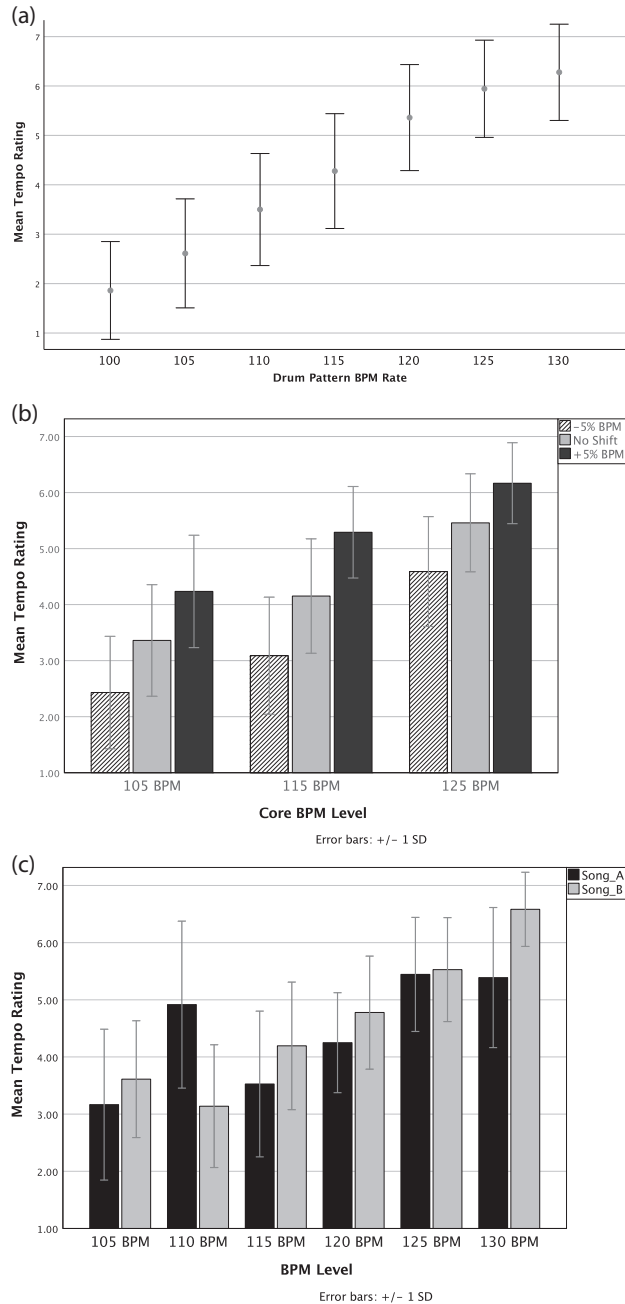 (a)
7
6
5
4
3
2
1
Mean Tempo Rating
100 105 110 115 120 125 130
Drum Pattern BPM Rate
(b)
−5% BPM
No Shift
+5% BPM
7.00
6.00
5.00
4.00
3.00
2.00
1.00
Mean Tempo Rating
105 BPM 115 BPM 125 BPM
Core BPM Level
Error bars: +/− 1 SD
(c)
Song_A
Song_B
7.00
6.00
5.00
4.00
3.00
2.00
1.00
Mean Tempo Rating
105 BPM 110 BPM 115 BPM 120 BPM 125 BPM 130 BPM
BPM Level
Error bars: +/− 1 SD